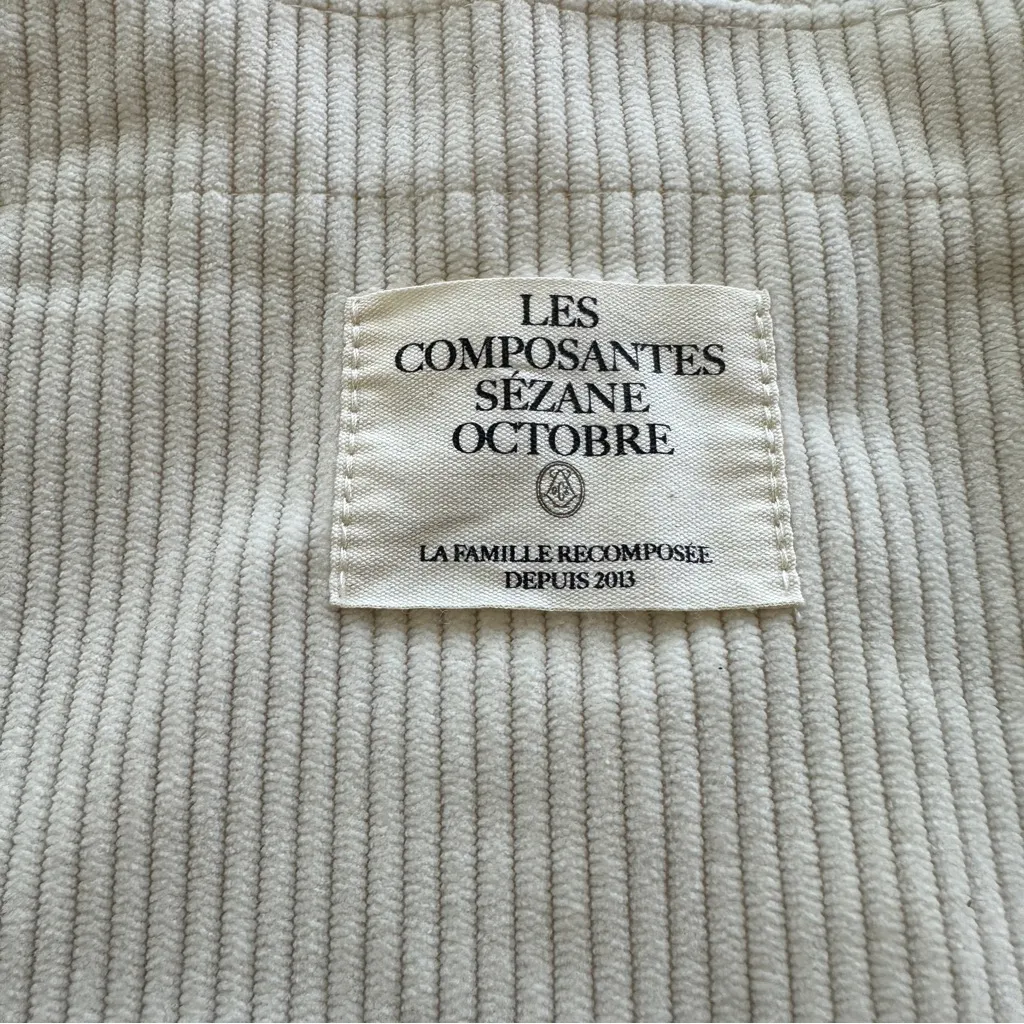 LES
COMPOSANTES
SÉZANE
OCTOBRE
LA FAMILLE RECOMPOSÉE
DEPUIS 2013